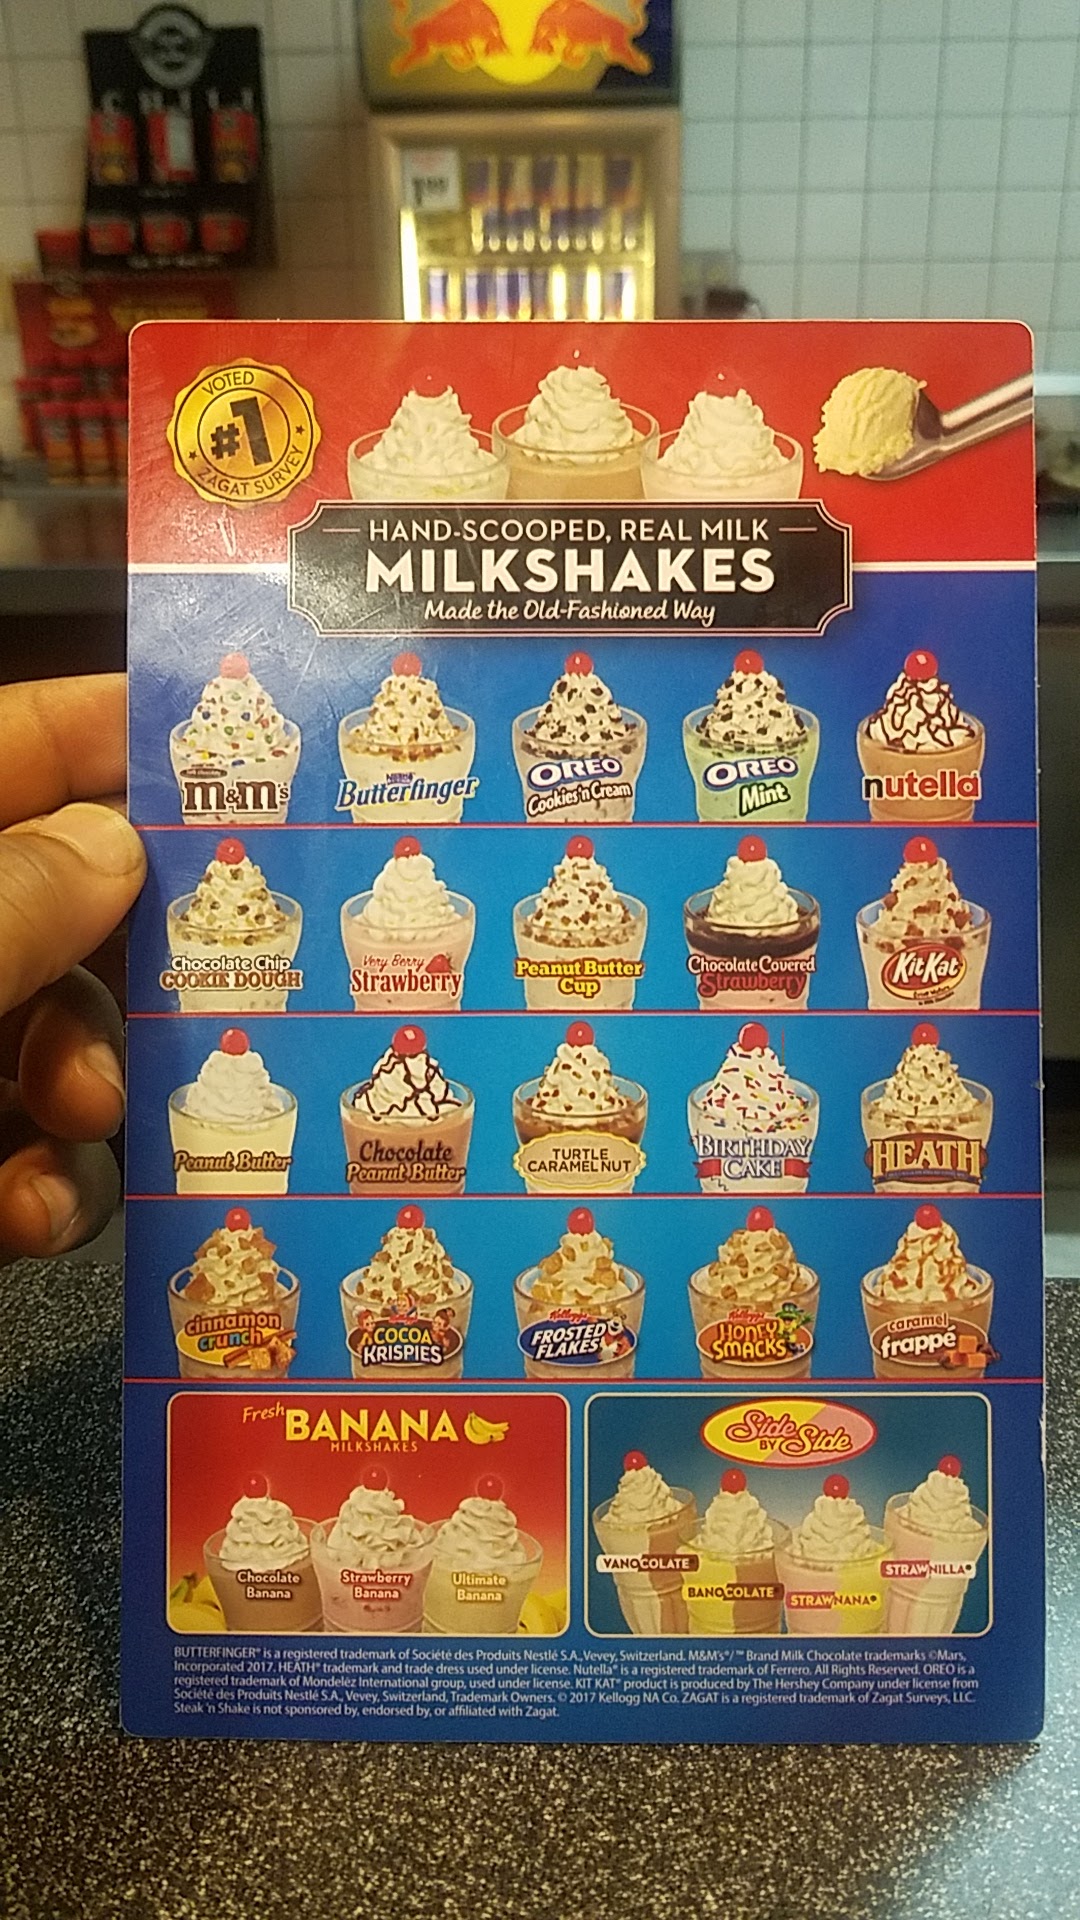 CHILI
VOTED
#1
ZAGAT SURVEY
HAND-SCOOPED, REAL MILK
MILKSHAKES
Made the Old-Fashioned Way
m&m's
Nestlé
Butterfinger
OREO
Cookies 'n Cream
OREO
Mint
nutella
Chocolate Chip
COOKIE DOUGH
Very Berry
Strawberry
Peanut Butter
Cup
Chocolate Covered
Strawberry
KitKat
Peanut Butter
Chocolate
Peanut Butter
TURTLE
CARAMEL NUT
BIRTHDAY
CAKE
HEATH
cinnamon
crunch
COCOA
KRISPIES
Kellogg's
FROSTED
FLAKES
Kellogg's
HONEY
SMACKS
caramel
frappé
Fresh
BANANA
MILKSHAKES
Chocolate
Banana
Strawberry
Banana
Ultimate
Banana
Side
BY Side
VANOCOLATE®
BANOCOLATE®
STRAWNANA®
STRAWNILLA®
BUTTERFINGER® is a registered trademark of Société des Produits Nestlé S.A., Vevey, Switzerland. M&M's®/™ Brand Milk Chocolate trademarks ©Mars,
Incorporated 2017. HEATH® trademark and trade dress used under license. Nutella® is a registered trademark of Ferrero. All Rights Reserved. OREO is a
registered trademark of Mondelēz International group, used under license. KIT KAT® product is produced by The Hershey Company under license from
Société des Produits Nestlé S.A., Vevey, Switzerland, Trademark Owners. © 2017 Kellogg NA Co. ZAGAT is a registered trademark of Zagat Surveys, LLC.
Steak 'n Shake is not sponsored by, endorsed by, or affiliated with Zagat.